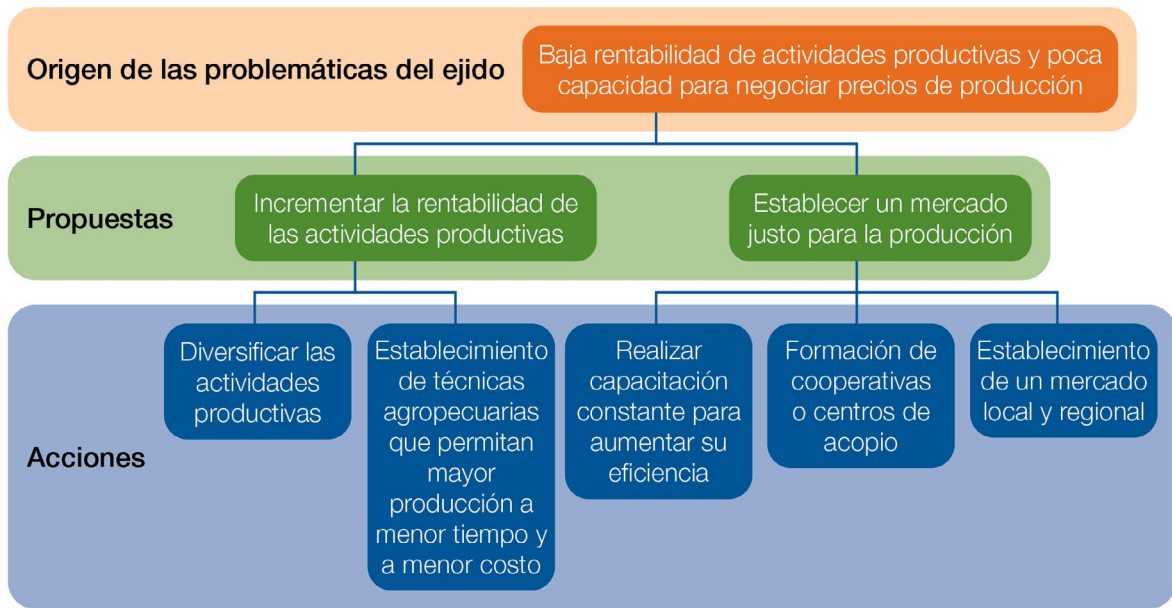 Origen de las problemáticas del ejido
Baja rentabilidad de actividades productivas y poca
capacidad para negociar precios de producción
Propuestas
Incrementar la rentabilidad de
las actividades productivas
Establecer un mercado
justo para la producción
Acciones
Diversificar las
actividades
productivas
Establecimiento
de técnicas
agropecuarias
que permitan
mayor
producción a
menor tiempo y
a menor costo
Realizar
capacitación
constante para
aumentar su
eficiencia
Formación de
cooperativas
o centros de
acopio
Establecimiento
de un mercado
local y regional